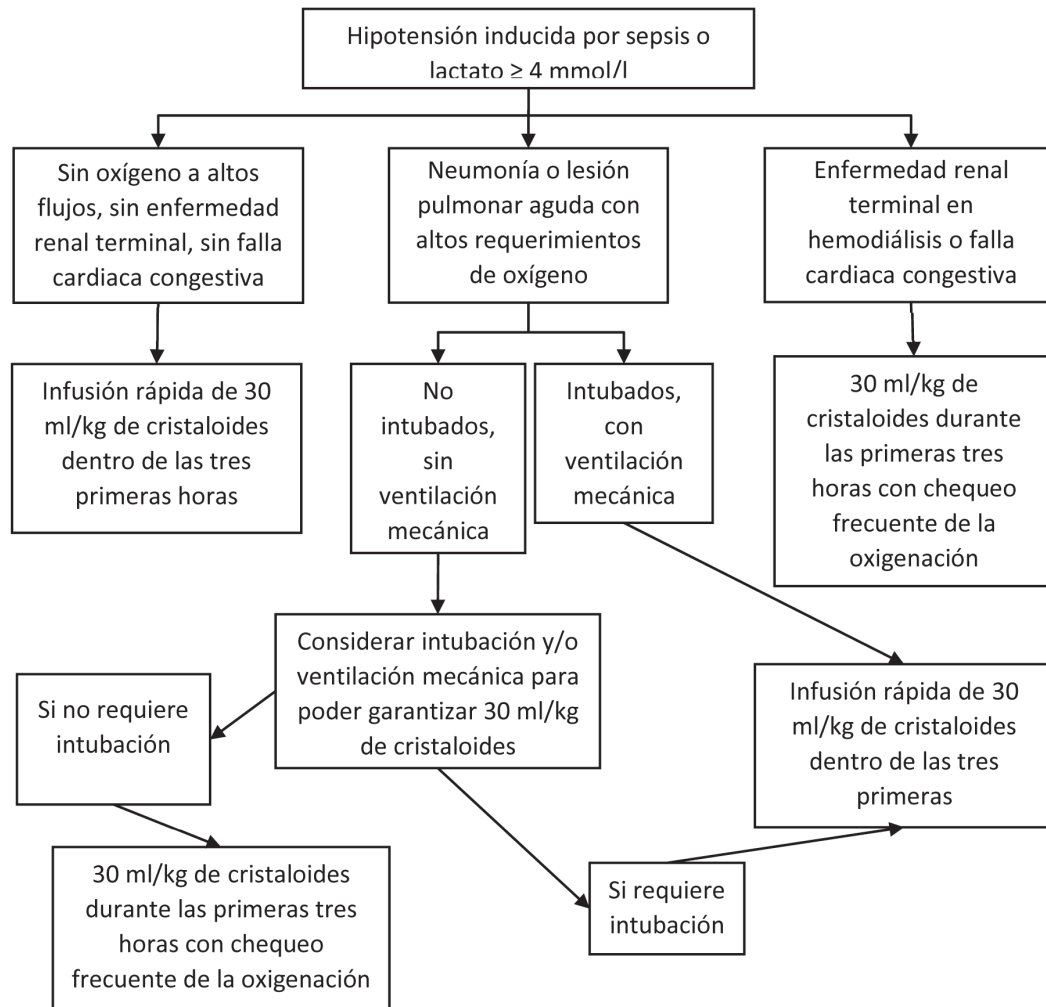 Hipotensión inducida por sepsis o
lactato ≥ 4 mmol/l
Sin oxígeno a altos
flujos, sin enfermedad
renal terminal, sin falla
cardiaca congestiva
Neumonía o lesión
pulmonar aguda con
altos requerimientos
de oxígeno
Enfermedad renal
terminal en
hemodiálisis o falla
cardiaca congestiva
Infusión rápida de 30
ml/kg de cristaloides
dentro de las tres
primeras horas
No
intubados,
sin
ventilación
mecánica
Intubados,
con
ventilación
mecánica
30 ml/kg de
cristaloides durante
las primeras tres
horas con chequeo
frecuente de la
oxigenación
Considerar intubación y/o
ventilación mecánica para
poder garantizar 30 ml/kg
de cristaloides
Si no requiere
intubación
Infusión rápida de 30
ml/kg de cristaloides
dentro de las tres
primeras
30 ml/kg de cristaloides
durante las primeras tres
horas con chequeo
frecuente de la oxigenación
Si requiere
intubación